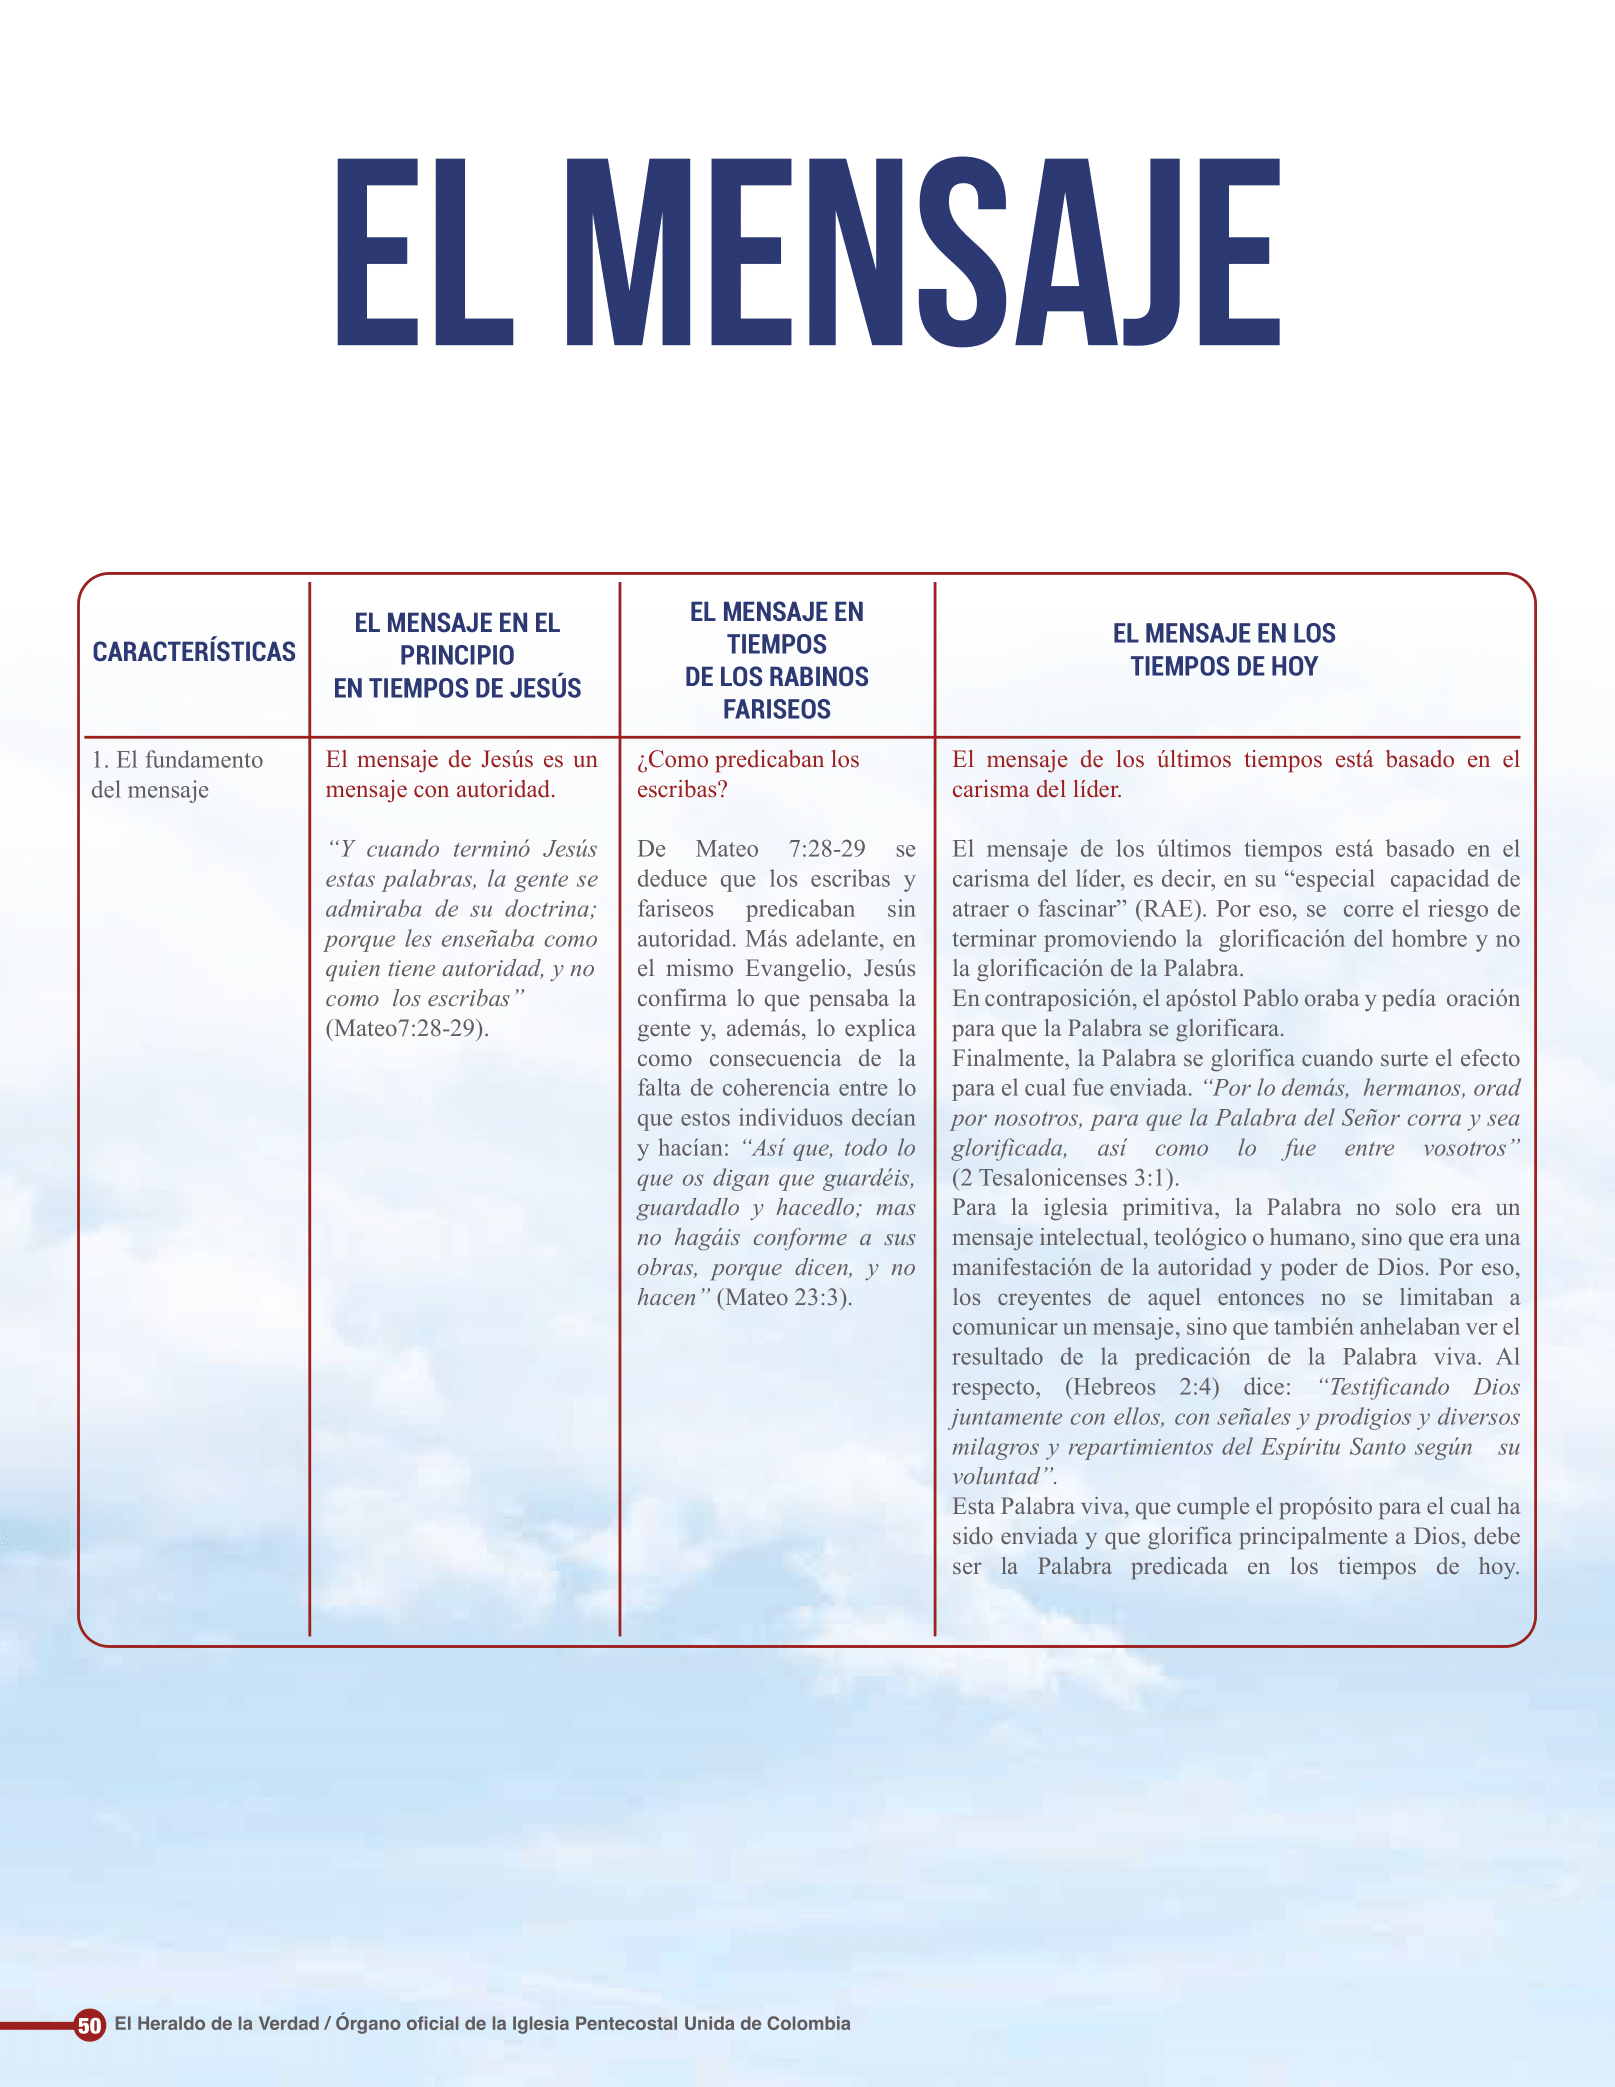 EL MENSAJE
CARACTERÍSTICAS
EL MENSAJE EN EL
PRINCIPIO
EN TIEMPOS DE JESÚS
EL MENSAJE EN
TIEMPOS
DE LOS RABINOS
FARISEOS
EL MENSAJE EN LOS
TIEMPOS DE HOY
1. El fundamento
del mensaje
El mensaje de Jesús es un
mensaje con autoridad.
“Y cuando terminó Jesús
estas palabras, la gente se
admiraba de su doctrina;
porque les enseñaba como
quien tiene autoridad, y no
como los escribas”
(Mateo7:28-29).
¿Como predicaban los
escribas?
De Mateo 7:28-29 se
deduce que los escribas y
fariseos predicaban sin
autoridad. Más adelante, en
el mismo Evangelio, Jesús
confirma lo que pensaba la
gente y, además, lo explica
como consecuencia de la
falta de coherencia entre lo
que estos individuos decían
y hacían: “Así que, todo lo
que os digan que guardéis,
guardadlo y hacedlo; mas
no hagáis conforme a sus
obras, porque dicen, y no
hacen” (Mateo 23:3).
El mensaje de los últimos tiempos está basado en el
carisma del líder.
El mensaje de los últimos tiempos está basado en el
carisma del líder, es decir, en su “especial capacidad de
atraer o fascinar” (RAE). Por eso, se corre el riesgo de
terminar promoviendo la glorificación del hombre y no
la glorificación de la Palabra.
En contraposición, el apóstol Pablo oraba y pedía oración
para que la Palabra se glorificara.
Finalmente, la Palabra se glorifica cuando surte el efecto
para el cual fue enviada. “Por lo demás, hermanos, orad
por nosotros, para que la Palabra del Señor corra y sea
glorificada, así como lo fue entre vosotros”
(2 Tesalonicenses 3:1).
Para la iglesia primitiva, la Palabra no solo era un
mensaje intelectual, teológico o humano, sino que era una
manifestación de la autoridad y poder de Dios. Por eso,
los creyentes de aquel entonces no se limitaban a
comunicar un mensaje, sino que también anhelaban ver el
resultado de la predicación de la Palabra viva. Al
respecto, (Hebreos 2:4) dice: “Testificando Dios
juntamente con ellos, con señales y prodigios y diversos
milagros y repartimientos del Espíritu Santo según su
voluntad”.
Esta Palabra viva, que cumple el propósito para el cual ha
sido enviada y que glorifica principalmente a Dios, debe
ser la Palabra predicada en los tiempos de hoy.
50 El Heraldo de la Verdad / Órgano oficial de la Iglesia Pentecostal Unida de Colombia